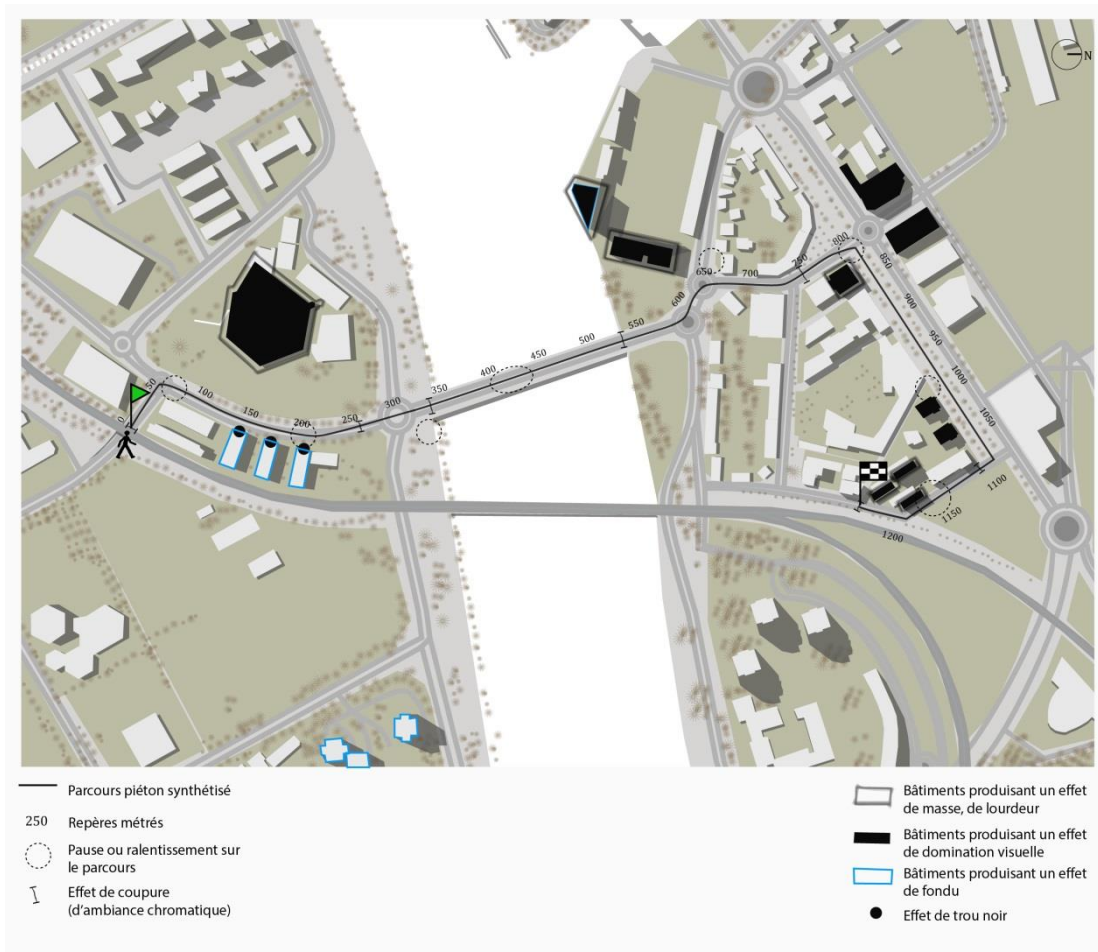 N
0
50
100
150
200
250
300
350
400
450
500
550
600
650
700
750
800
850
900
950
1000
1050
1100
1150
1200
Parcours piéton synthétisé
250 Repères métrés
Pause ou ralentissement sur
le parcours
Effet de coupure
(d'ambiance chromatique)
Bâtiments produisant un effet
de masse, de lourdeur
Bâtiments produisant un effet
de domination visuelle
Bâtiments produisant un effet
de fondu
Effet de trou noir